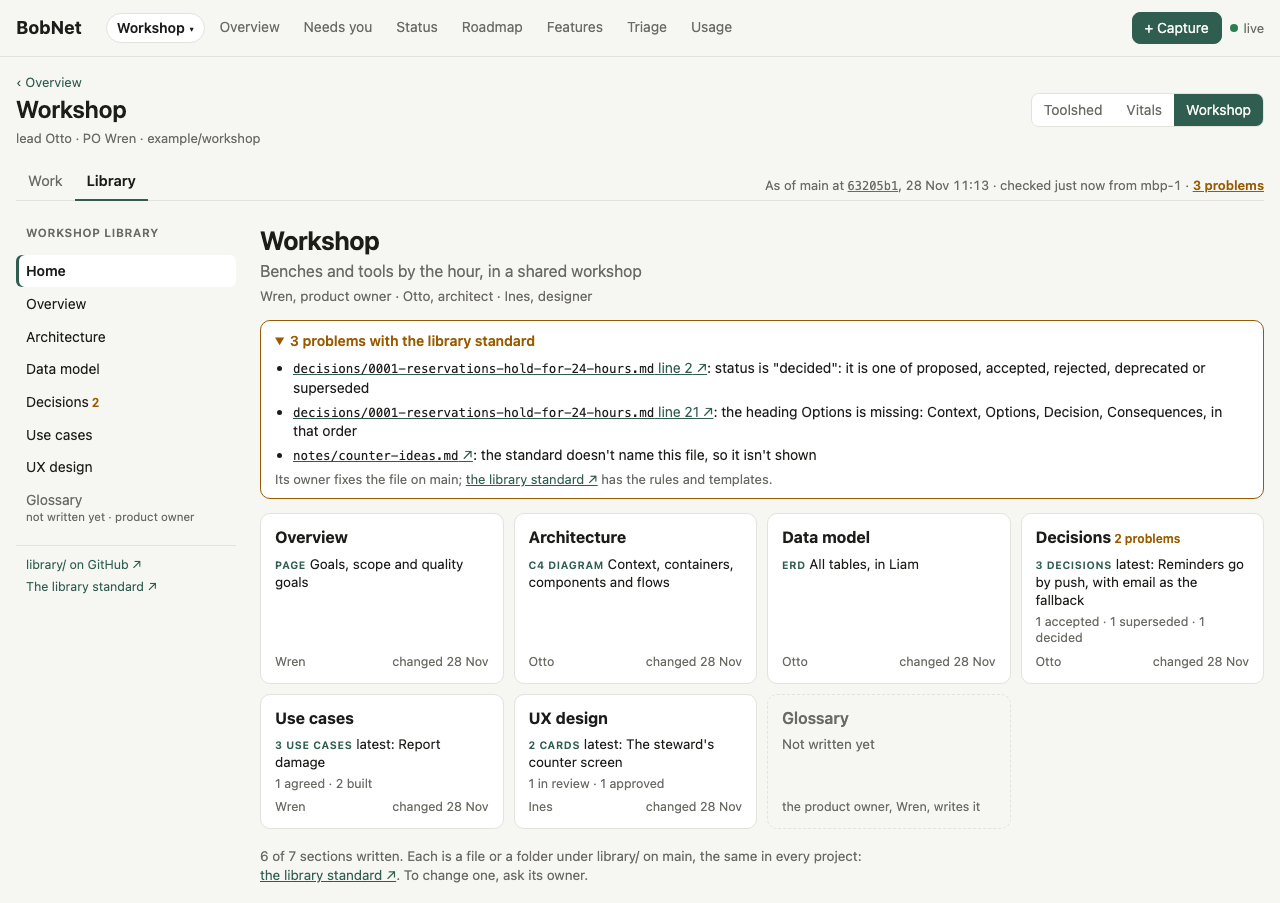 BobNet
Workshop ▾
Overview
Needs you
Status
Roadmap
Features
Triage
Usage
+ Capture
live
‹ Overview
Workshop
lead Otto · PO Wren · example/workshop
Toolshed
Vitals
Workshop
Work
Library
As of main at 63205b1, 28 Nov 11:13 · checked just now from mbp-1 · 3 problems
WORKSHOP LIBRARY
Home
Overview
Architecture
Data model
Decisions 2
Use cases
UX design
Glossary
not written yet · product owner
library/ on GitHub ↗
The library standard ↗
Workshop
Benches and tools by the hour, in a shared workshop
Wren, product owner · Otto, architect · Ines, designer
▼ 3 problems with the library standard
• decisions/0001-reservations-hold-for-24-hours.md line 2 ↗: status is "decided": it is one of proposed, accepted, rejected, deprecated or
superseded
• decisions/0001-reservations-hold-for-24-hours.md line 21 ↗: the heading Options is missing: Context, Options, Decision, Consequences, in
that order
• notes/counter-ideas.md ↗: the standard doesn't name this file, so it isn't shown
Its owner fixes the file on main; the library standard ↗ has the rules and templates.
Overview
PAGE Goals, scope and quality
goals
Wren
changed 28 Nov
Architecture
C4 DIAGRAM Context, containers,
components and flows
Otto
changed 28 Nov
Data model
ERD All tables, in Liam
Otto
changed 28 Nov
Decisions 2 problems
3 DECISIONS latest: Reminders go
by push, with email as the
fallback
1 accepted · 1 superseded · 1
decided
Otto
changed 28 Nov
Use cases
3 USE CASES latest: Report
damage
1 agreed · 2 built
Wren
changed 28 Nov
UX design
2 CARDS latest: The steward's
counter screen
1 in review · 1 approved
Ines
changed 28 Nov
Glossary
Not written yet
the product owner, Wren, writes it
6 of 7 sections written. Each is a file or a folder under library/ on main, the same in every project:
the library standard ↗. To change one, ask its owner.